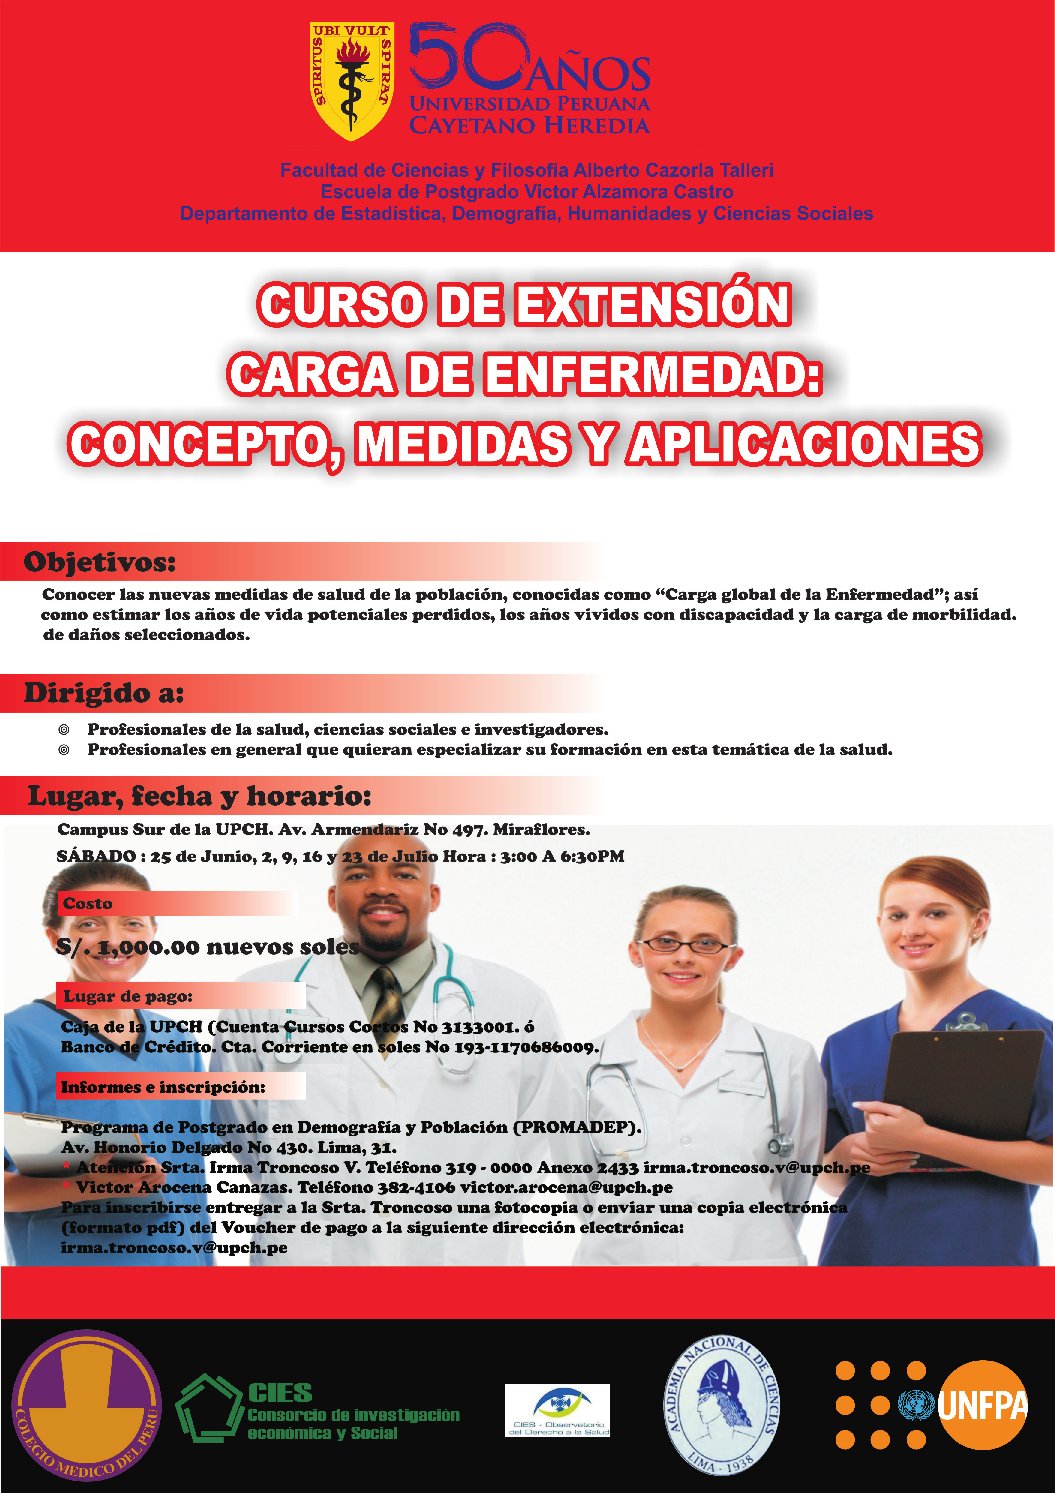 UBI VULT
SPIRITUS
SPIRAT
50 AÑOS
UNIVERSIDAD PERUANA
CAYETANO HEREDIA
Facultad de Ciencias y Filosofía Alberto Cazorla Talleri
Escuela de Postgrado Victor Alzamora Castro
Departamento de Estadística, Demografía, Humanidades y Ciencias Sociales
CURSO DE EXTENSIÓN
CARGA DE ENFERMEDAD:
CONCEPTO, MEDIDAS Y APLICACIONES
Objetivos:
Conocer las nuevas medidas de salud de la población, conocidas como “Carga global de la Enfermedad”; así
como estimar los años de vida potenciales perdidos, los años vividos con discapacidad y la carga de morbilidad.
de daños seleccionados.
Dirigido a:
Profesionales de la salud, ciencias sociales e investigadores.
Profesionales en general que quieran especializar su formación en esta temática de la salud.
Lugar, fecha y horario:
Campus Sur de la UPCH. Av. Armendariz No 497. Miraflores.
SÁBADO : 25 de Junio, 2, 9, 16 y 23 de Julio Hora : 3:00 A 6:30PM
Costo
S/. 1,000.00 nuevos soles
Lugar de pago:
Caja de la UPCH (Cuenta Cursos Cortos No 3133001. ó
Banco de Crédito. Cta. Corriente en soles No 193-1170686009.
Informes e inscripción:
Programa de Postgrado en Demografía y Población (PROMADEP).
Av. Honorio Delgado No 430. Lima, 31.
* Atención Srta. Irma Troncoso V. Teléfono 319 - 0000 Anexo 2433 irma.troncoso.v@upch.pe
* Victor Arocena Canazas. Teléfono 382-4106 victor.arocena@upch.pe
Para inscribirse entregar a la Srta. Troncoso una fotocopia o enviar una copia electrónica
(formato pdf) del Voucher de pago a la siguiente dirección electrónica:
irma.troncoso.v@upch.pe
COLEGIO MEDICO DEL PERU
CIES
Consorcio de investigación
económica y Social
CIES - Observatorio
del Derecho a la Salud
ACADEMIA NACIONAL DE CIENCIAS
LIMA - 1938
UNFPA